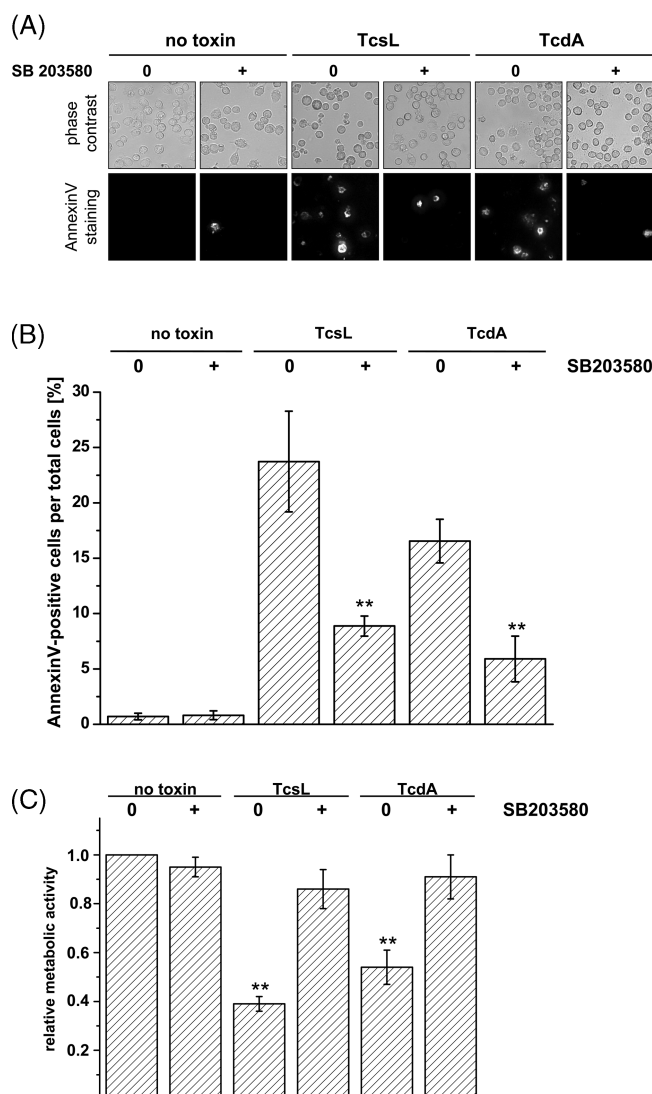 (A)
no toxin TcsL TcdA
SB 203580 0 + 0 + 0 +
phase contrast
AnnexinV staining
(B)
no toxin TcsL TcdA
0 + 0 + 0 + SB203580
AnnexinV-positive cells per total cells [%]
30
25
20
15
10
5
0
**
**
(C)
no toxin TcsL TcdA
0 + 0 + 0 + SB203580
relative metabolic activity
1.0
0.8
0.6
0.4
0.2
**
**